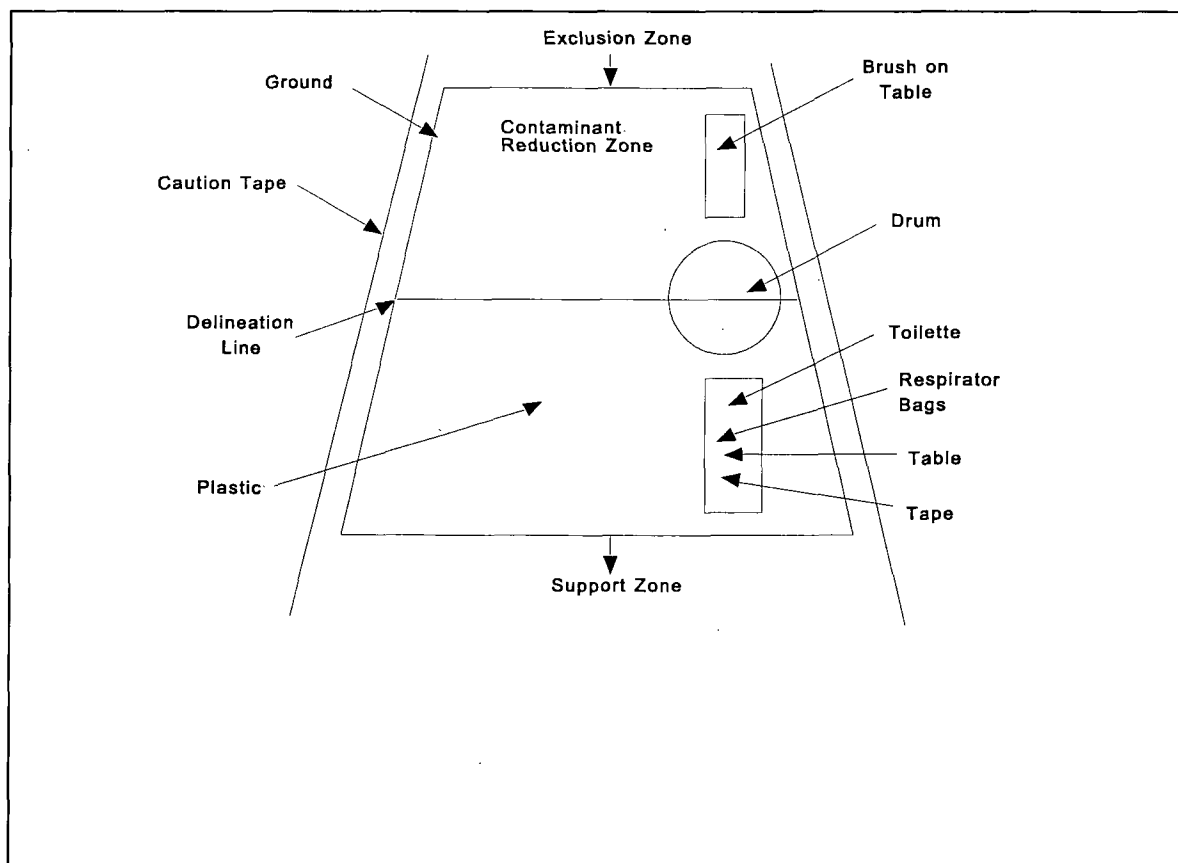 Exclusion Zone
Ground
Brush on
Table
Contaminant
Reduction Zone
Caution Tape
Drum
Delineation
Line
Toilette
Respirator
Bags
Table
Plastic
Tape
Support Zone